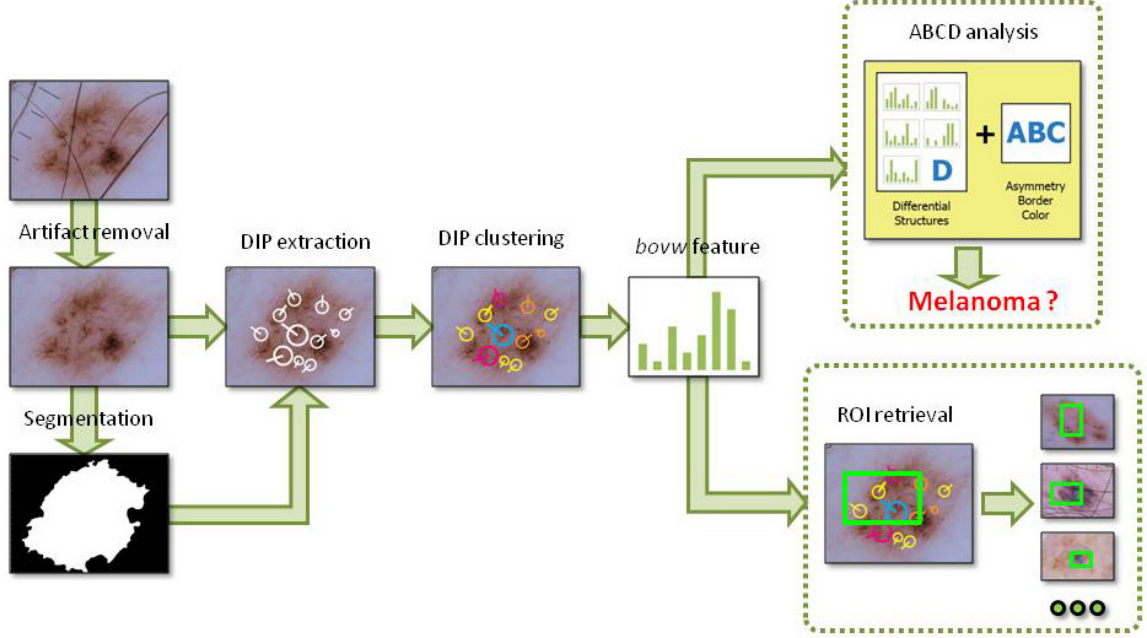 ABCD analysis
D
+
ABC
Differential
Structures
Asymmetry
Border
Color
Melanoma ?
Artifact removal
DIP extraction
DIP clustering
bovw feature
Segmentation
ROI retrieval